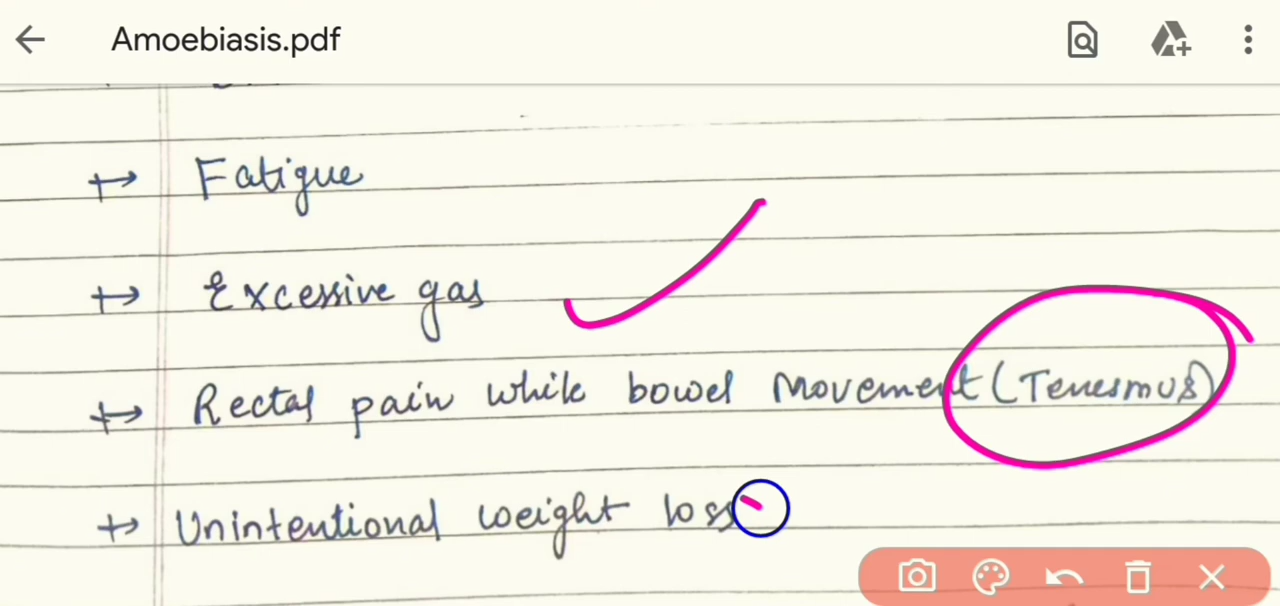 Amoebiasis.pdf
Fatigue
Excessive gas
Rectal pain while bowel movement (Tenesmus)
Unintentional weight loss